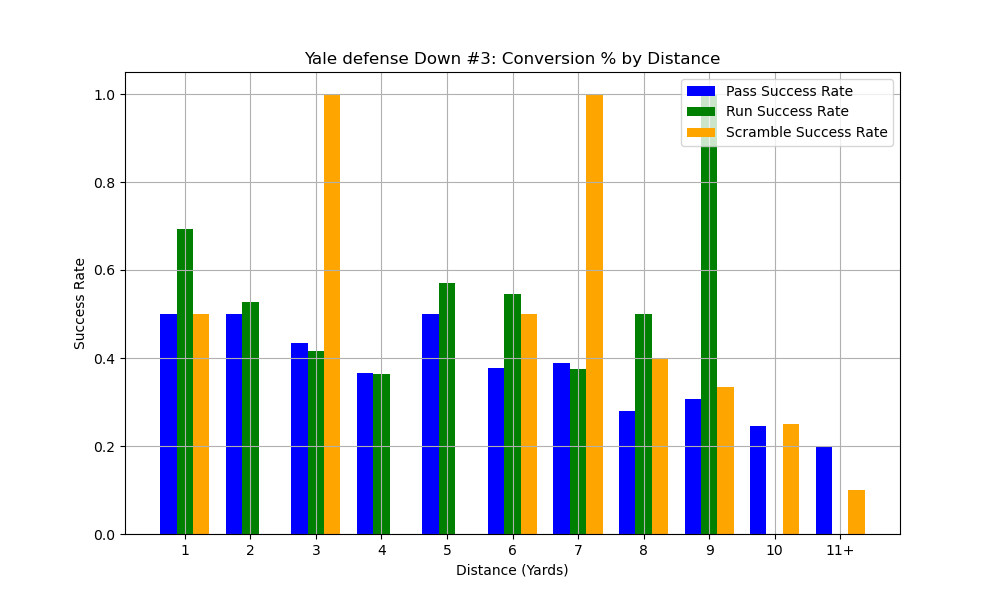 Yale defense Down #3: Conversion % by Distance
Pass Success Rate
Run Success Rate
Scramble Success Rate
Success Rate
1.0
0.8
0.6
0.4
0.2
0.0
1 2 3 4 5 6 7 8 9 10 11+
Distance (Yards)